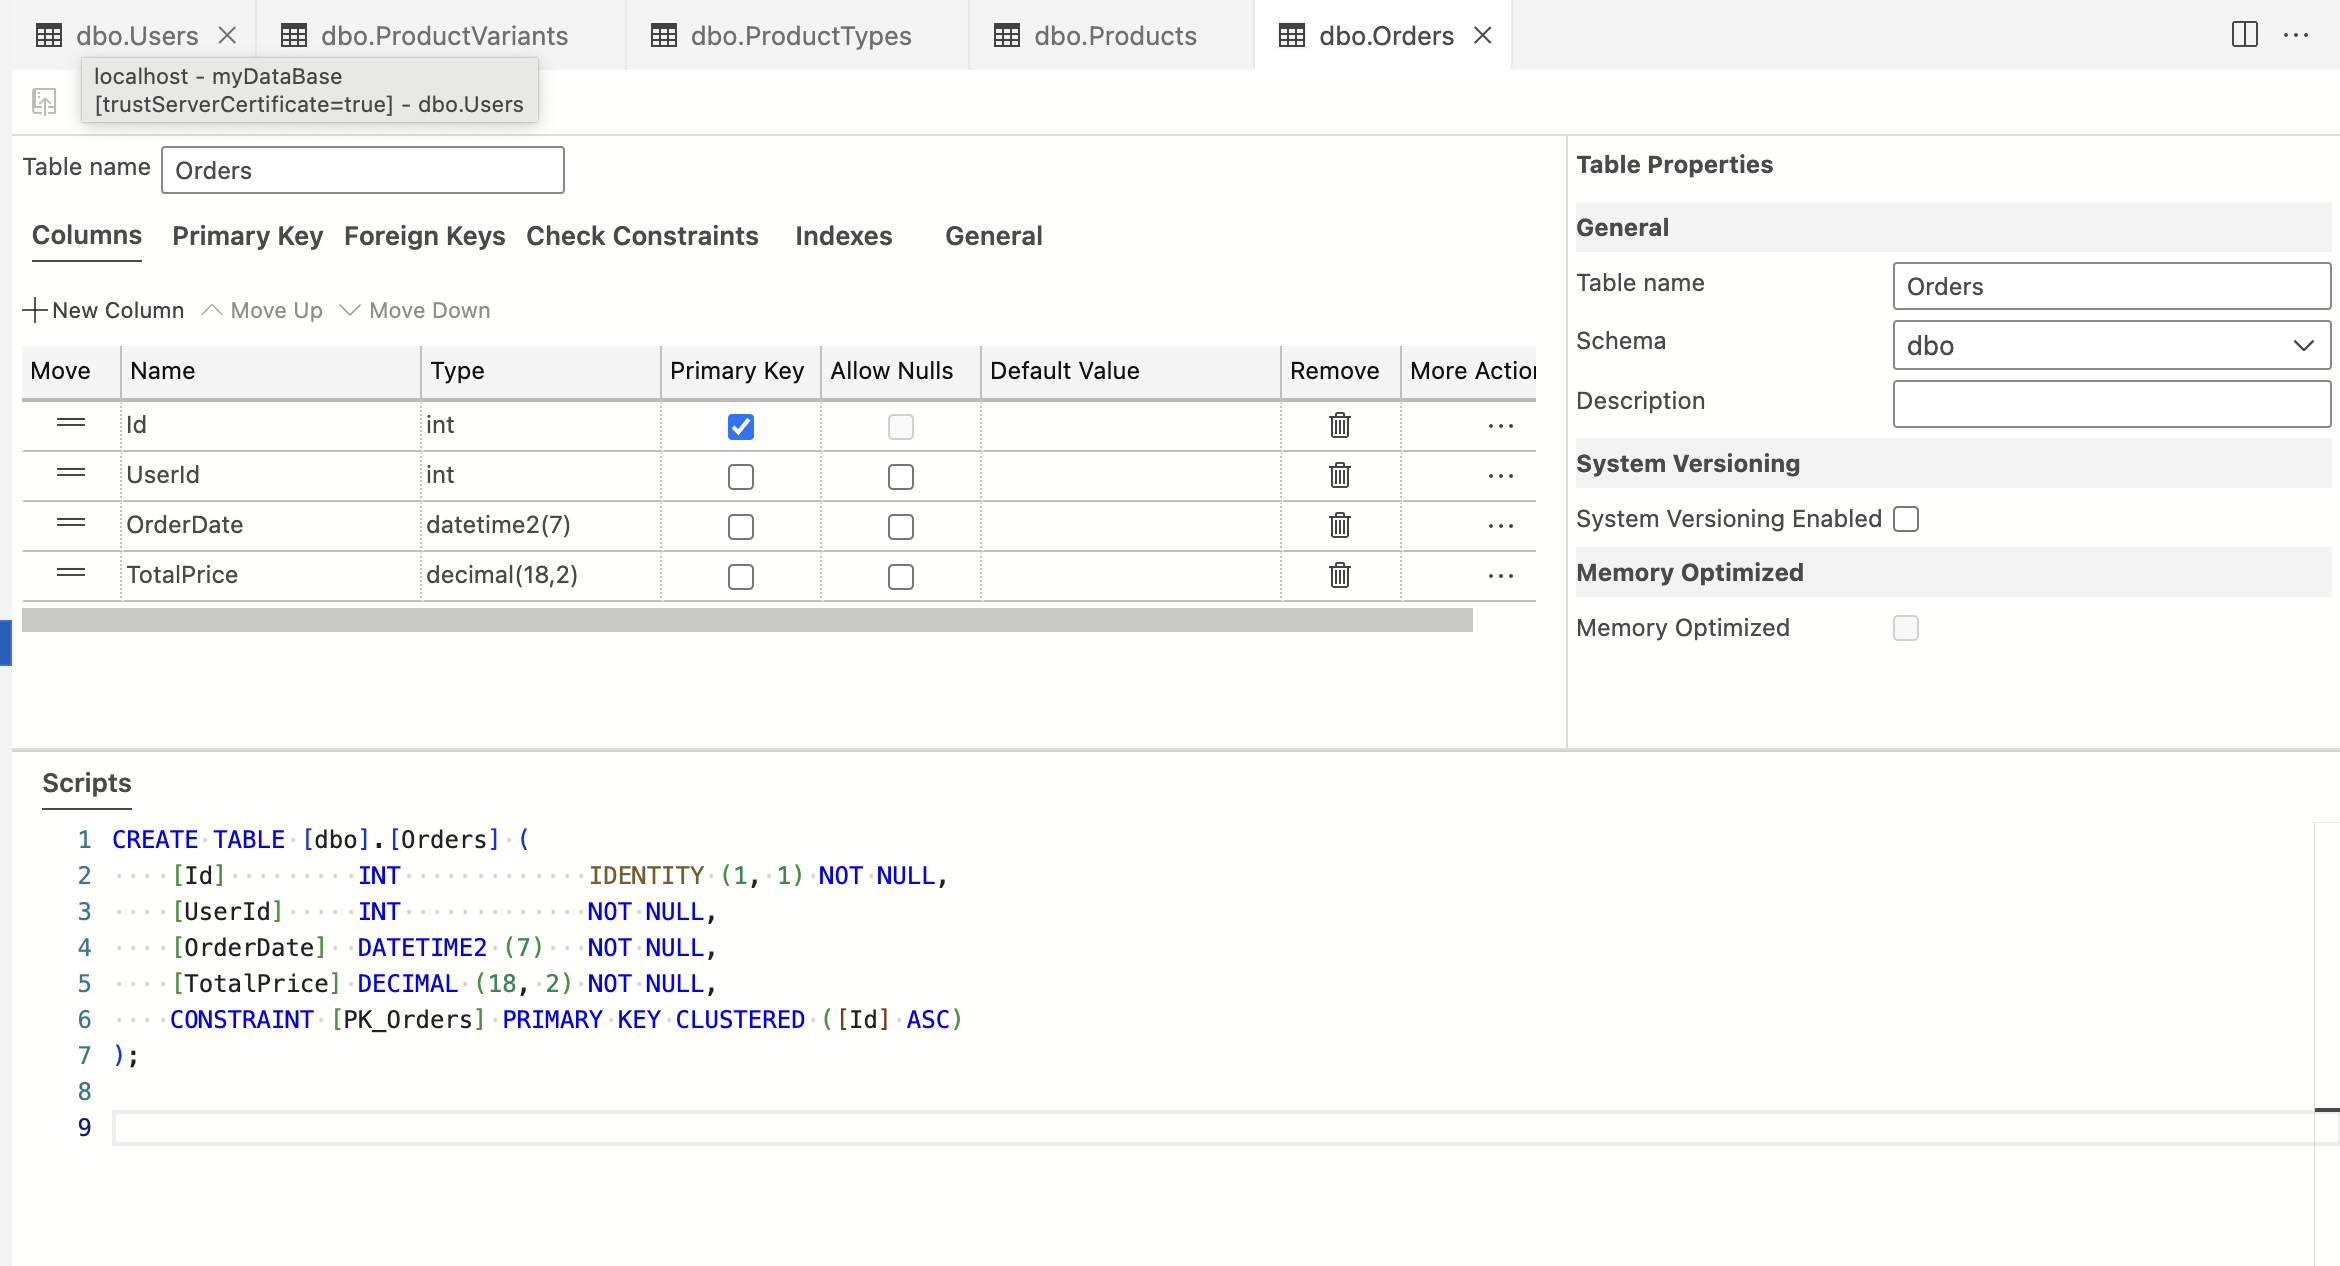 dbo.Users dbo.ProductVariants dbo.ProductTypes dbo.Products dbo.Orders
localhost - myDataBase
[trustServerCertificate=true] - dbo.Users
Table name Orders
Columns Primary Key Foreign Keys Check Constraints Indexes General
New Column Move Up Move Down
Move Name Type Primary Key Allow Nulls Default Value Remove More Action
Id int
UserId int
OrderDate datetime2(7)
TotalPrice decimal(18,2)
Table Properties
General
Table name Orders
Schema dbo
Description
System Versioning
System Versioning Enabled
Memory Optimized
Memory Optimized
Scripts
1 CREATE TABLE [dbo].[Orders] (
2 [Id] INT IDENTITY (1, 1) NOT NULL,
3 [UserId] INT NOT NULL,
4 [OrderDate] DATETIME2 (7) NOT NULL,
5 [TotalPrice] DECIMAL (18, 2) NOT NULL,
6 CONSTRAINT [PK_Orders] PRIMARY KEY CLUSTERED ([Id] ASC)
7 );
8
9